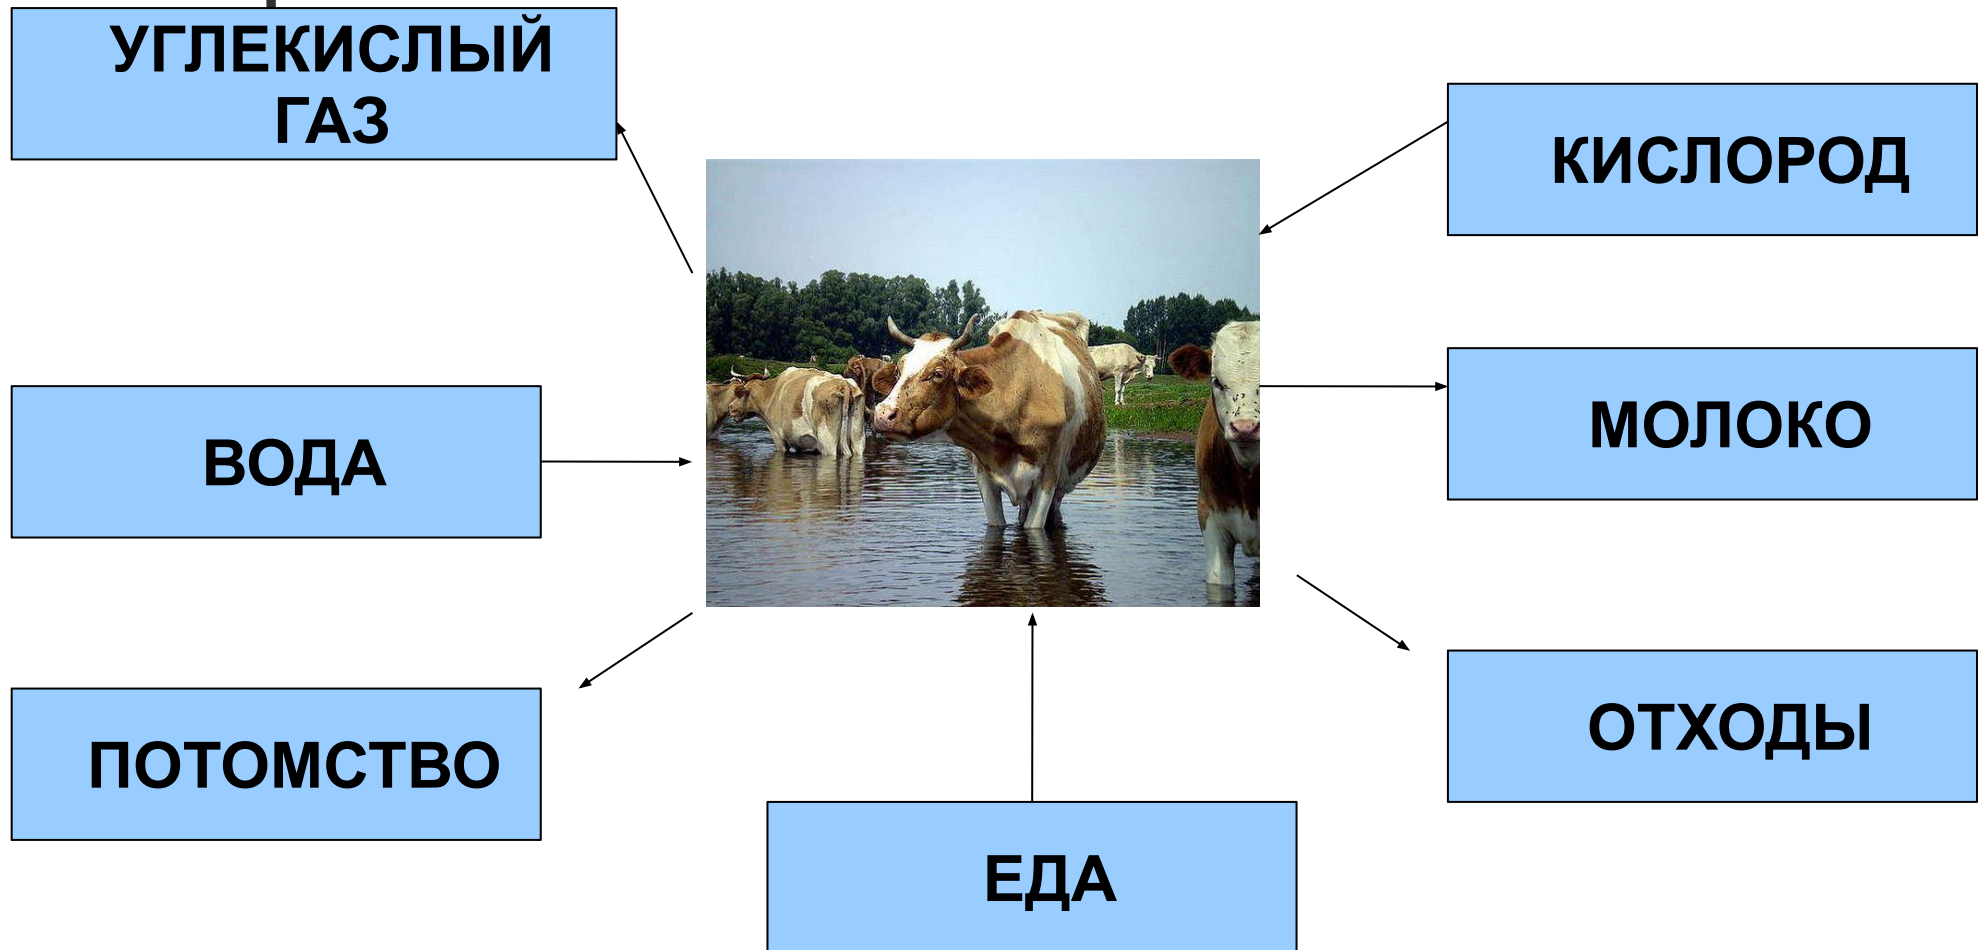 УГЛЕКИСЛЫЙ
ГАЗ
КИСЛОРОД
МОЛОКО
ВОДА
ОТХОДЫ
ПОТОМСТВО
ЕДА